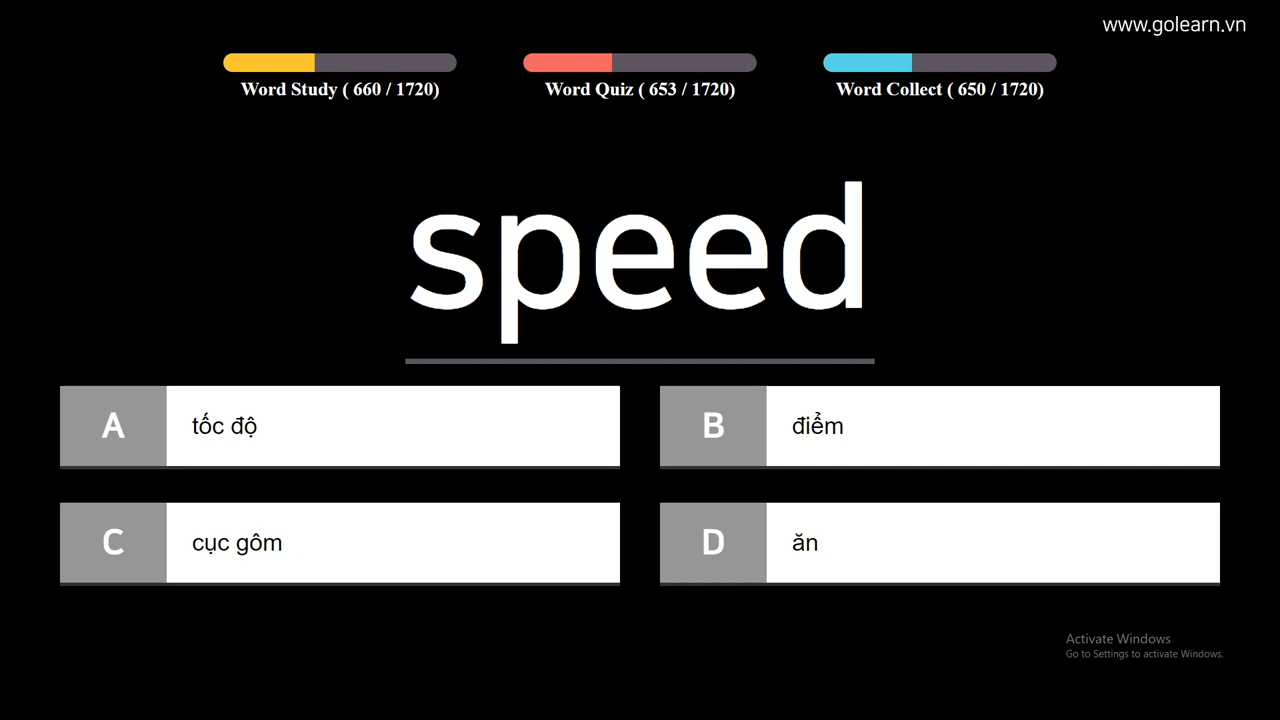 www.golearn.vn
Word Study ( 660 / 1720)
Word Quiz ( 653 / 1720)
Word Collect ( 650 / 1720)
speed
A tốc độ
B điểm
C cục gôm
D ăn
Activate Windows
Go to Settings to activate Windows.